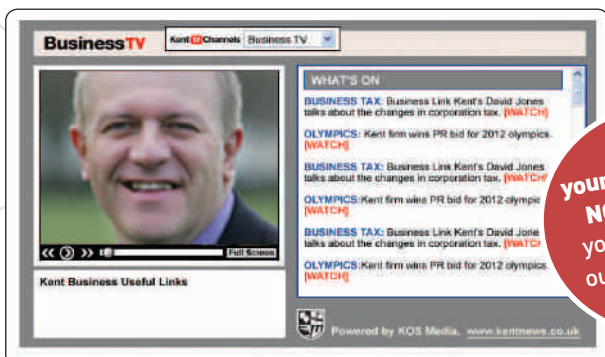 BusinessTV
Kent TV Channels Business TV
WHAT'S ON
BUSINESS TAX: Business Link Kent's David Jones
talks about the changes in corporation tax. [WATCH]
OLYMPICS: Kent firm wins PR bid for 2012 olympics.
[WATCH]
BUSINESS TAX: Business Link Kent's David Jones
talks about the changes in corporation tax. [WATCH
OLYMPICS:Kent firm wins PR bid for 2012 olympic
[WATCH]
BUSINESS TAX: Business Link Kent's David Jones
talks about the changes in corporation tax. [WATC
OLYMPICS:Kent firm wins PR bid for 2012 olympics.
[WATCH]
Full Screen
Kent Business Useful Links
Powered by KOS Media. www.kentnews.co.uk
your
yo
ou